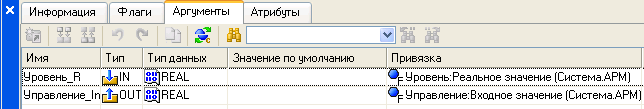 Информация Флаги Аргументы Атрибуты
Имя Тип Тип данных Значение по умолчанию Привязка
Уровень_R IN REAL Уровень:Реальное значение (Система.АРМ)
Управление_In OUT REAL Управление:Входное значение (Система.АРМ)